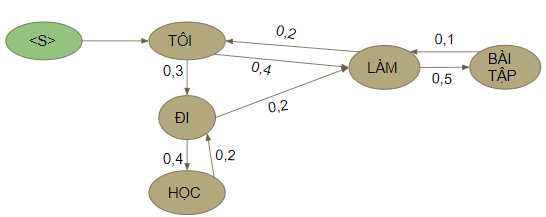 <S>
TÔI
0,2
0,1
0,3
0,4
LÀM
0,5
BÀI
TẬP
ĐI
0,2
0,4
0,2
HỌC